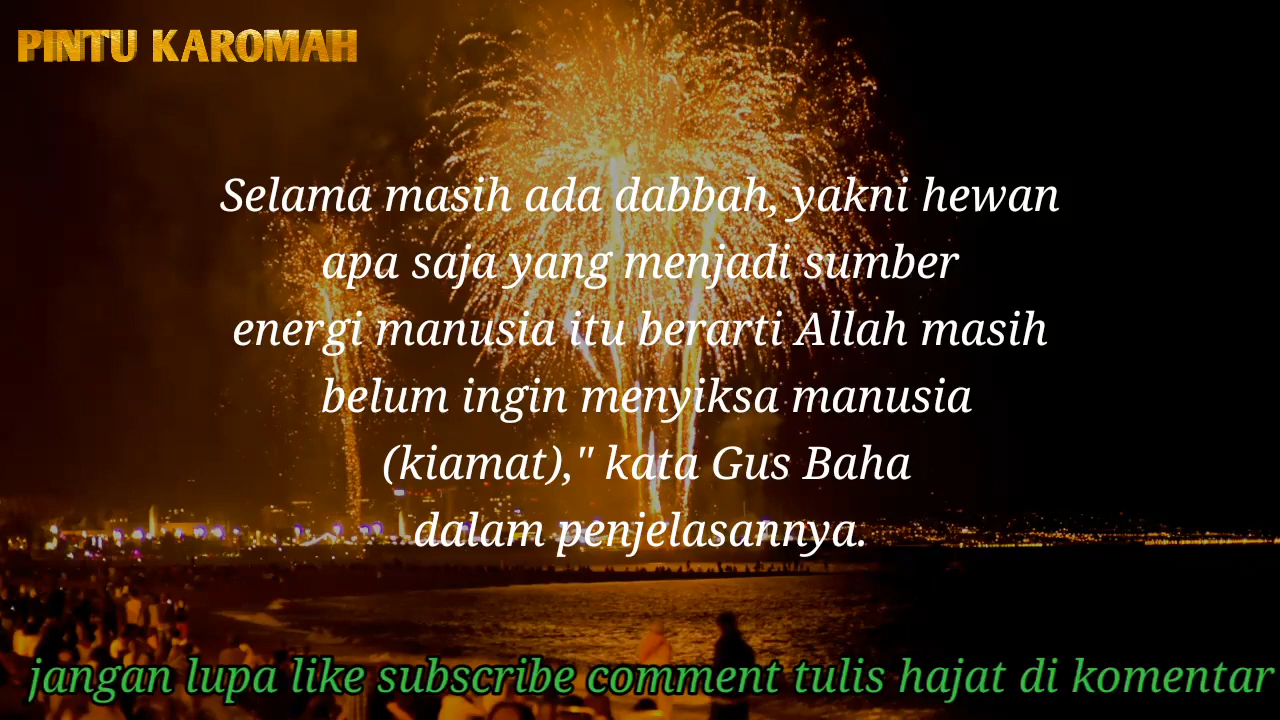 PINTU KAROMAH
Selama masih ada dabbah, yakni hewan
apa saja yang menjadi sumber
energi manusia itu berarti Allah masih
belum ingin menyiksa manusia
(kiamat)," kata Gus Baha
dalam penjelasannya.
jangan lupa like subscribe comment tulis hajat di komentar